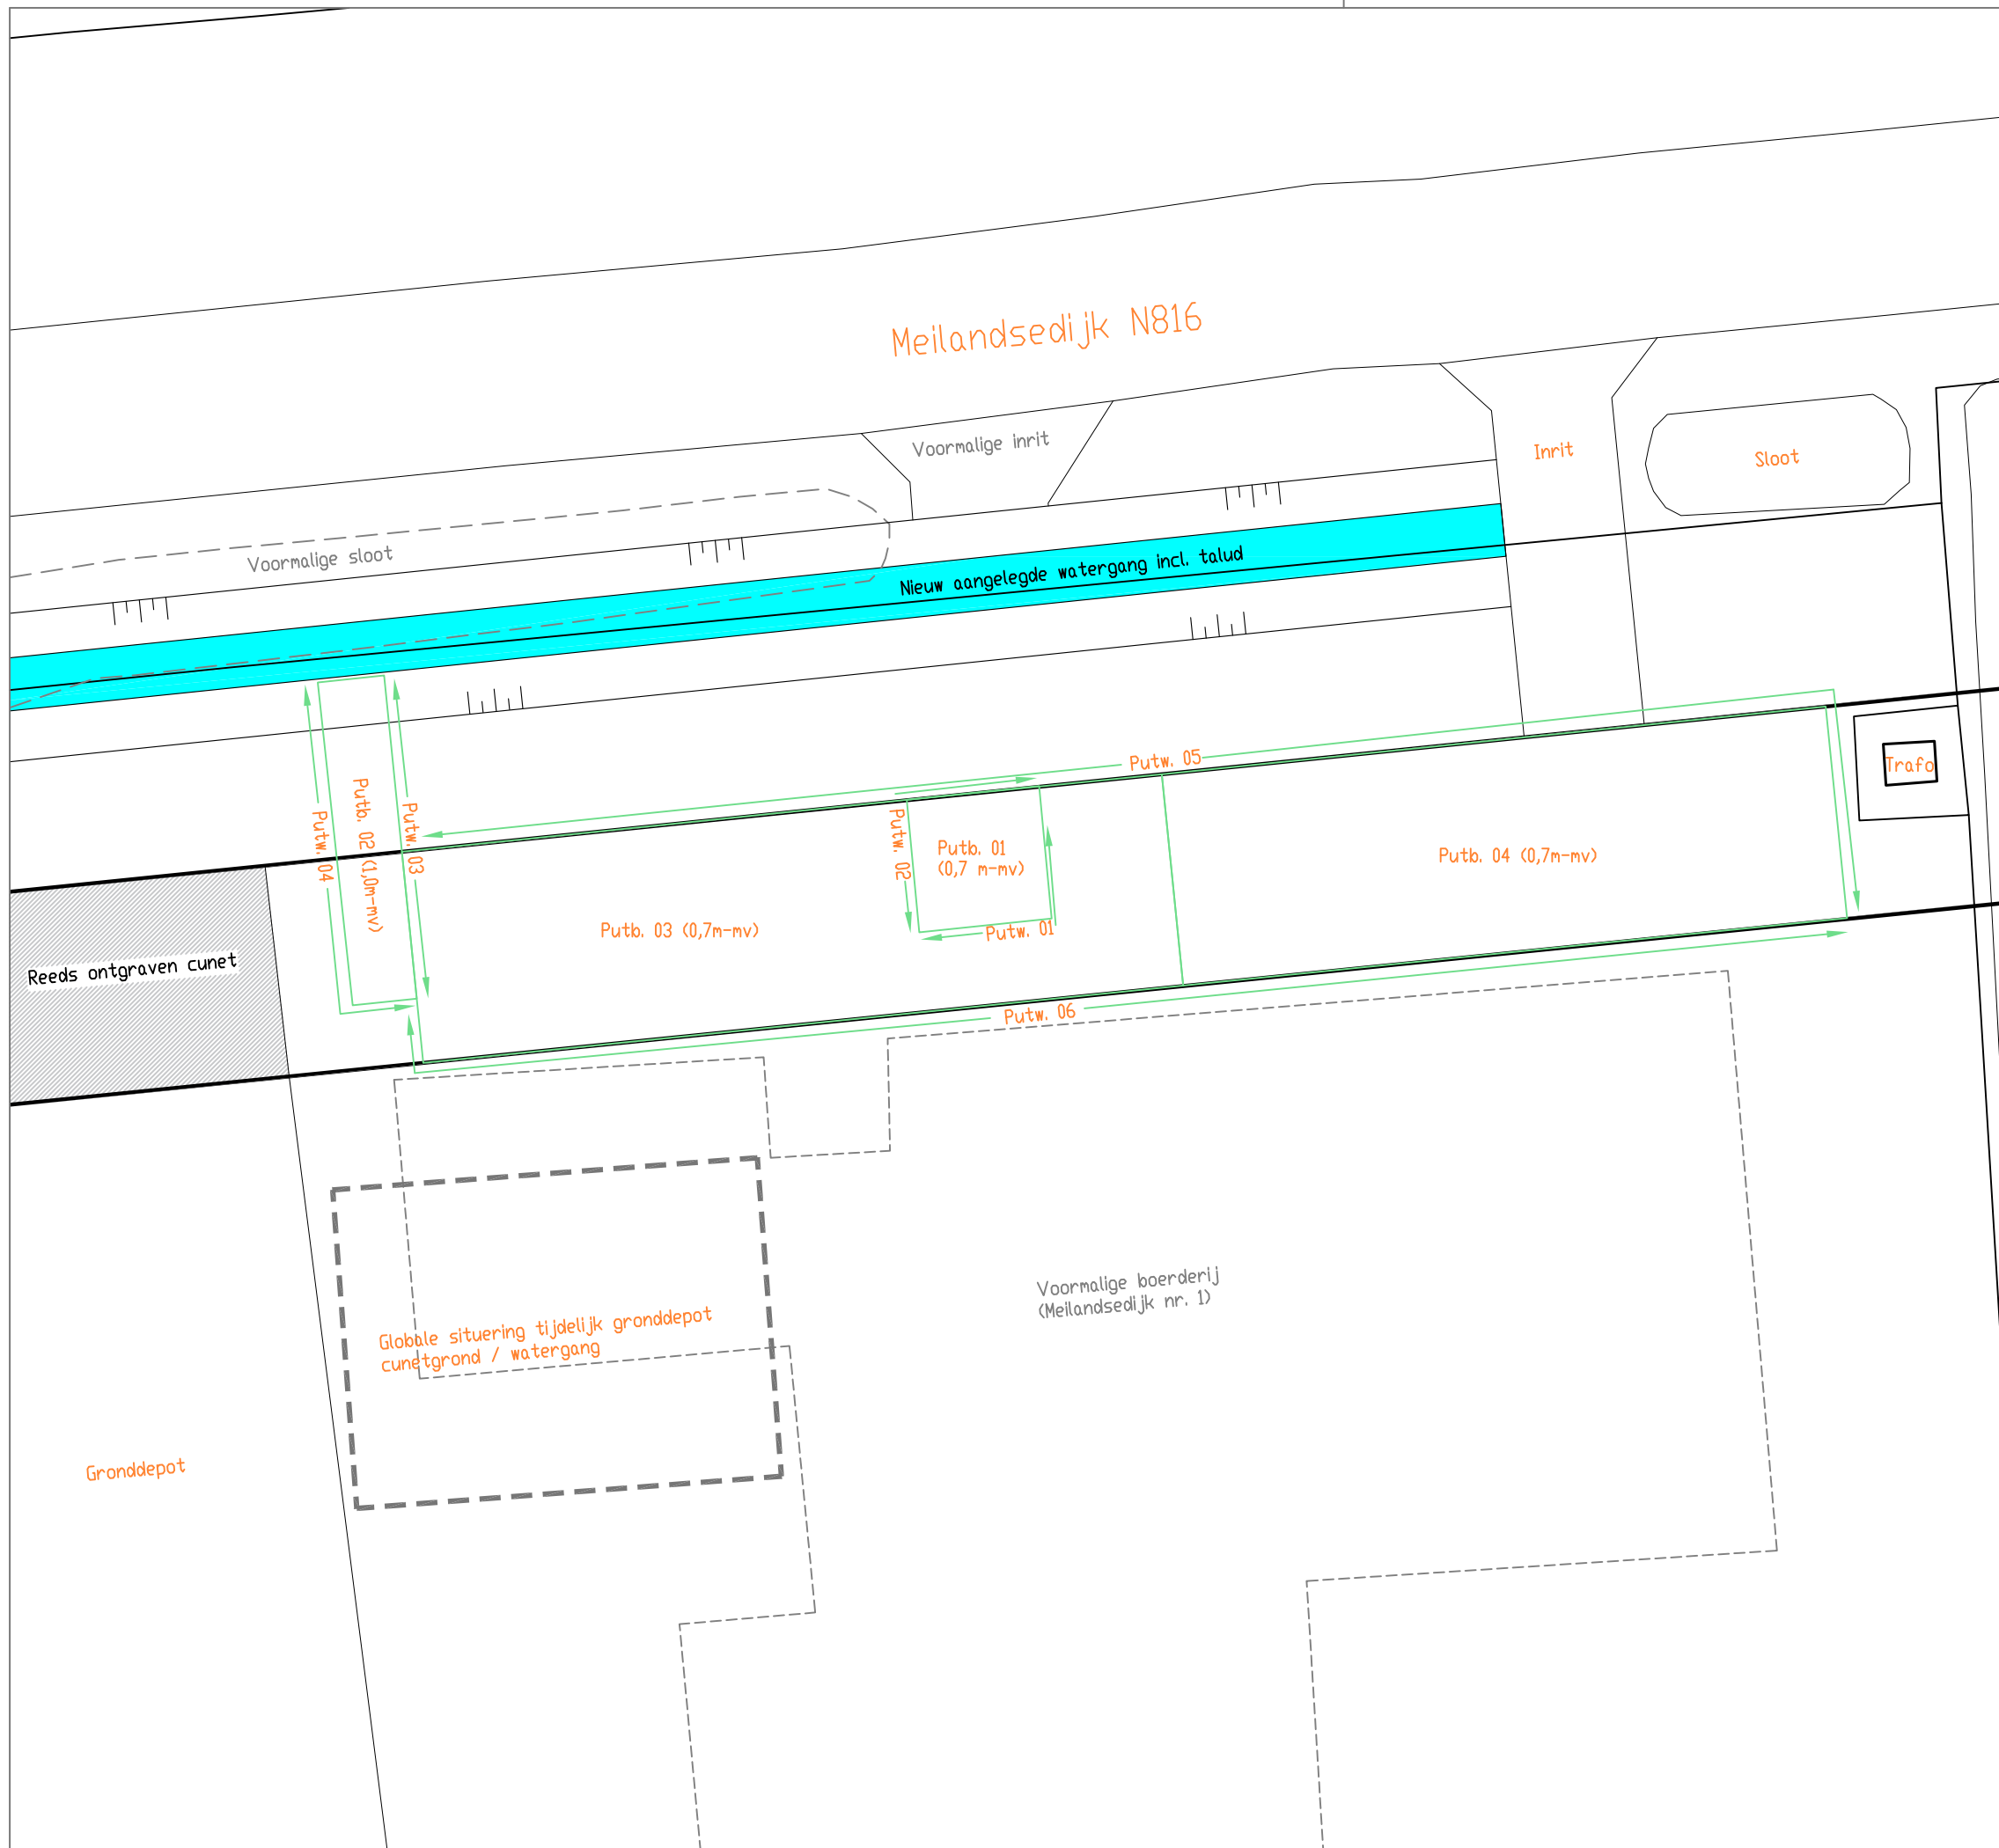 Meilandsedijk N816
Voormalige inrit
Inrit
Sloot
Voormalige sloot
Nieuw aangelegde watergang incl. talud
Putw. 05
Trafo
Putw. 04
Putb. 02 (1,0m-mv)
Putw. 03
Putw. 02
Putb. 01
(0,7 m-mv)
Putb. 04 (0,7m-mv)
Putb. 03 (0,7m-mv)
Putw. 01
Reeds ontgraven cunet
Putw. 06
Voormalige boerderij
(Meilandsedijk nr. 1)
Globale situering tijdelijk gronddepot
cunetgrond / watergang
Gronddepot